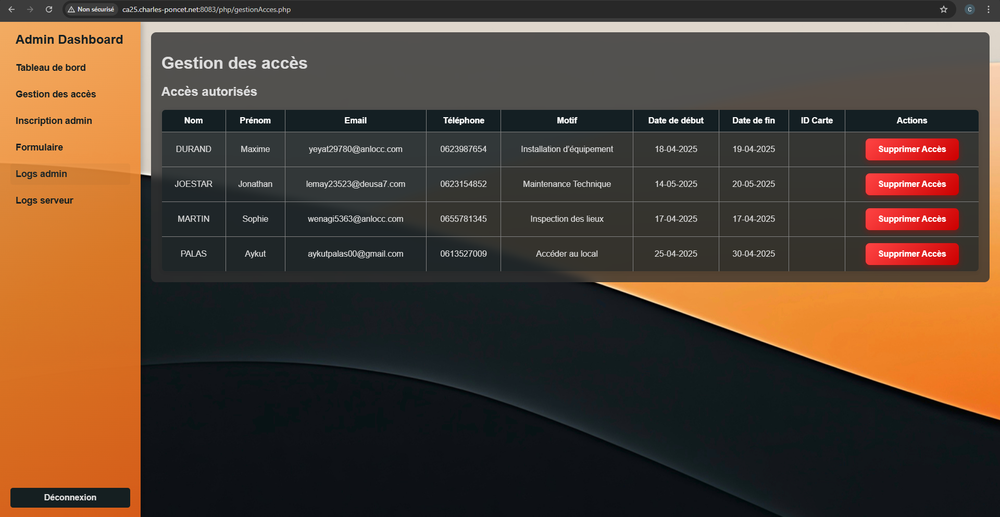 Non sécurisé ca25.charles-poncet.net:8083/php/gestionAcces.php C
Admin Dashboard
Tableau de bord
Gestion des accès
Inscription admin
Formulaire
Logs admin
Logs serveur
Déconnexion
Gestion des accès
Accès autorisés
Nom Prénom Email Téléphone Motif Date de début Date de fin ID Carte Actions
DURAND Maxime yeyat29780@anlocc.com 0623987654 Installation d'équipement 18-04-2025 19-04-2025 Supprimer Accès
JOESTAR Jonathan lemay23523@deusa7.com 0623154852 Maintenance Technique 14-05-2025 20-05-2025 Supprimer Accès
MARTIN Sophie wenagi5363@anlocc.com 0655781345 Inspection des lieux 17-04-2025 17-04-2025 Supprimer Accès
PALAS Aykut aykutpalas00@gmail.com 0613527009 Accéder au local 25-04-2025 30-04-2025 Supprimer Accès